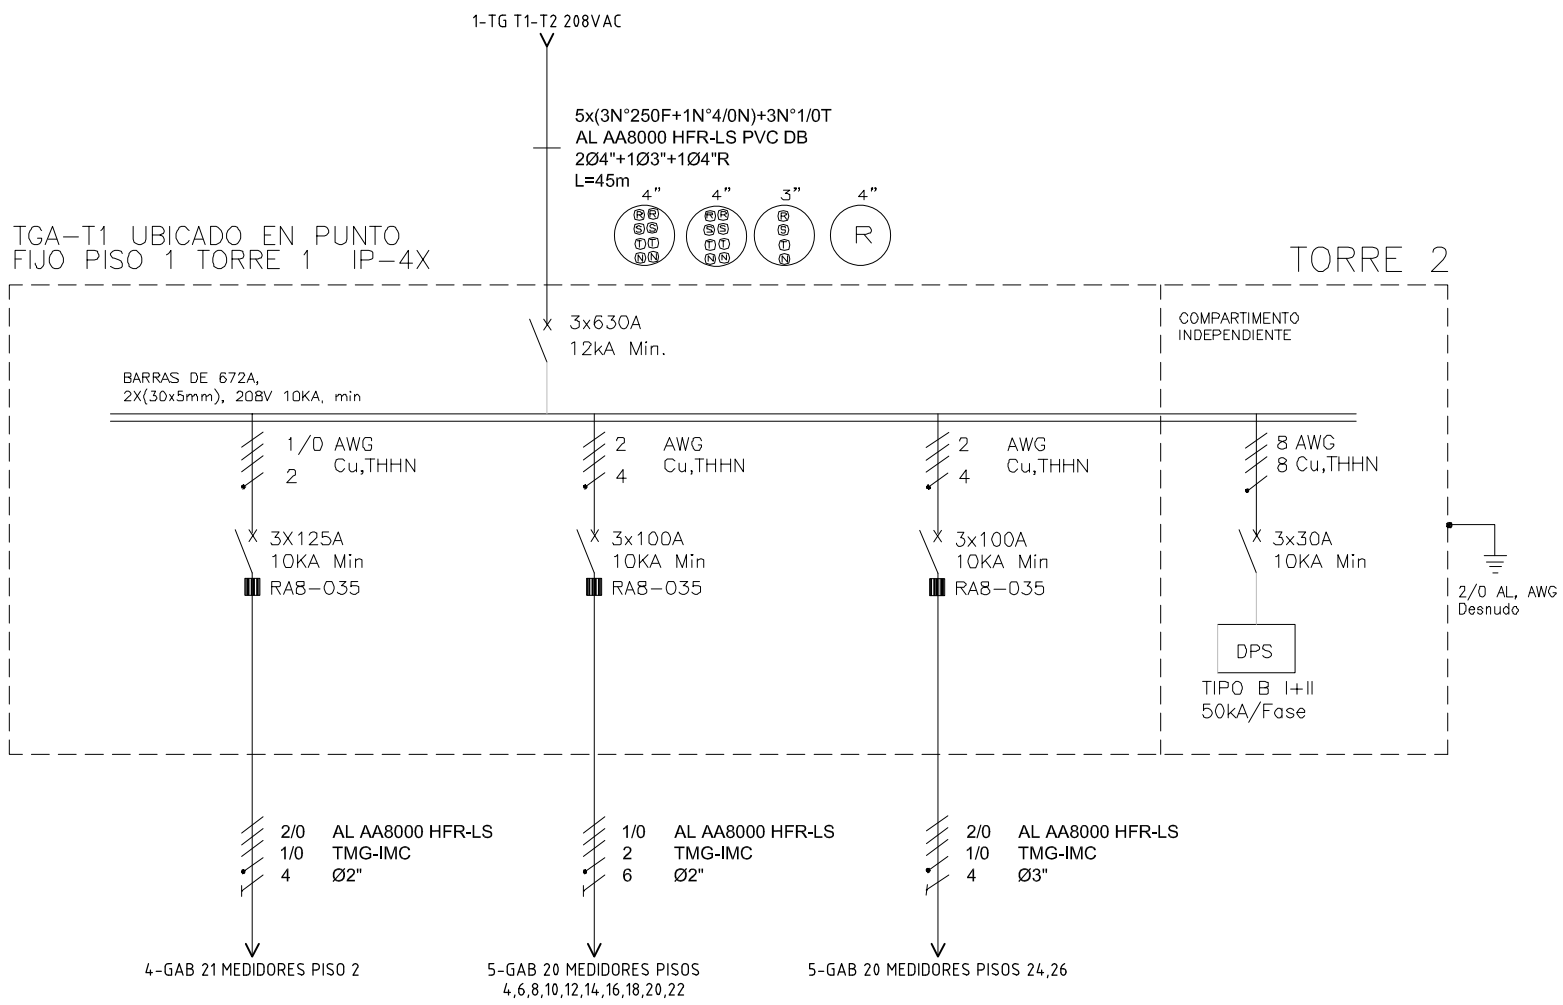 1-TG T1-T2 208VAC
5x(3N°250F+1N°4/0N)+3N°1/0T
AL AA8000 HFR-LS PVC DB
2Ø4"+1Ø3"+1Ø4"R
L=45m
4" 4" 3" 4"
R R R R R
S S S S S
T T T T T
N N N N N
R
TGA-T1 UBICADO EN PUNTO
FIJO PISO 1 TORRE 1 IP-4X
TORRE 2
3x630A
12kA Min.
COMPARTIMENTO
INDEPENDIENTE
BARRAS DE 672A,
2X(30x5mm), 208V 10KA, min
1/0 AWG
Cu,THHN
2
2 AWG
Cu,THHN
4
2 AWG
Cu,THHN
4
8 AWG
8 Cu,THHN
3X125A
10KA Min
RA8-035
3x100A
10KA Min
RA8-035
3x100A
10KA Min
RA8-035
3x30A
10KA Min
DPS
TIPO B I+II
50kA/Fase
2/0 AL, AWG
Desnudo
2/0 AL AA8000 HFR-LS
1/0 TMG-IMC
4 Ø2"
1/0 AL AA8000 HFR-LS
2 TMG-IMC
6 Ø2"
2/0 AL AA8000 HFR-LS
1/0 TMG-IMC
4 Ø3"
4-GAB 21 MEDIDORES PISO 2
5-GAB 20 MEDIDORES PISOS
4,6,8,10,12,14,16,18,20,22
5-GAB 20 MEDIDORES PISOS 24,26